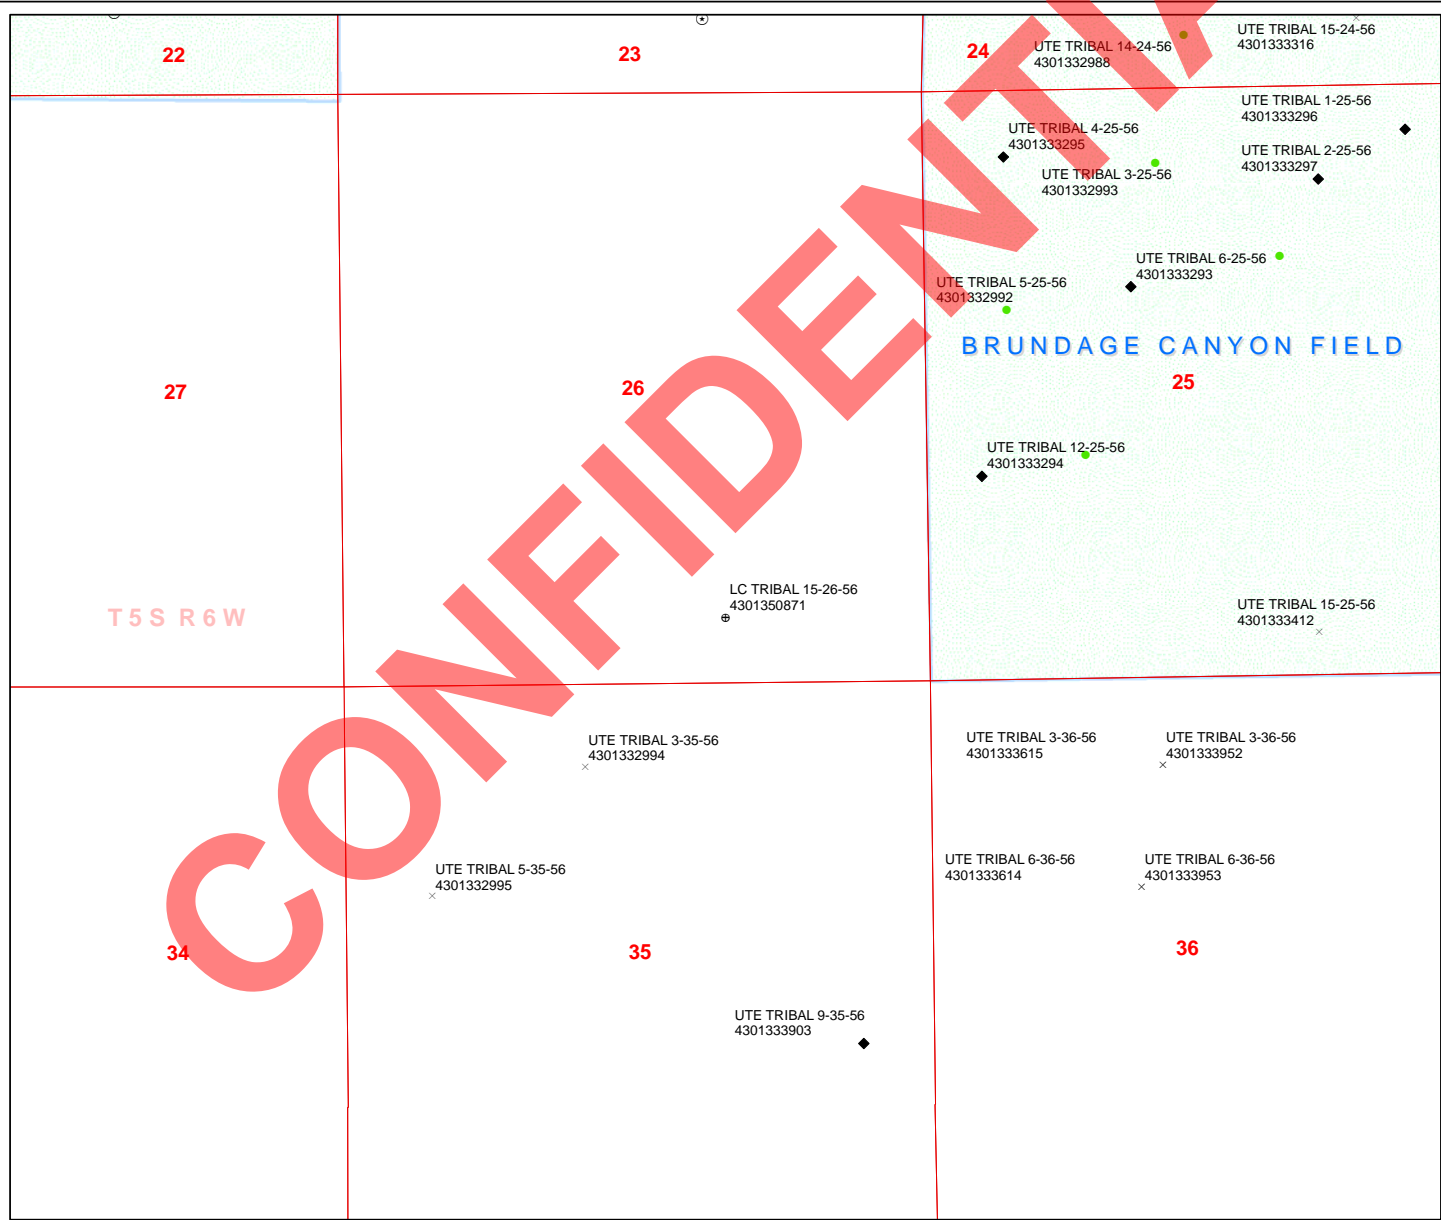 22
23
24
UTE TRIBAL 14-24-56
4301332988
UTE TRIBAL 15-24-56
4301333316
UTE TRIBAL 1-25-56
4301333296
UTE TRIBAL 4-25-56
4301333295
UTE TRIBAL 2-25-56
4301333297
UTE TRIBAL 3-25-56
4301332993
UTE TRIBAL 6-25-56
4301333293
UTE TRIBAL 5-25-56
4301332992
BRUNDAGE CANYON FIELD
27
26
25
UTE TRIBAL 12-25-56
4301333294
LC TRIBAL 15-26-56
4301350871
UTE TRIBAL 15-25-56
4301333412
T5S R6W
UTE TRIBAL 3-35-56
4301332994
UTE TRIBAL 3-36-56
4301333615
UTE TRIBAL 3-36-56
4301333952
UTE TRIBAL 5-35-56
4301332995
UTE TRIBAL 6-36-56
4301333614
UTE TRIBAL 6-36-56
4301333953
34
35
36
UTE TRIBAL 9-35-56
4301333903
CONFIDENTIA